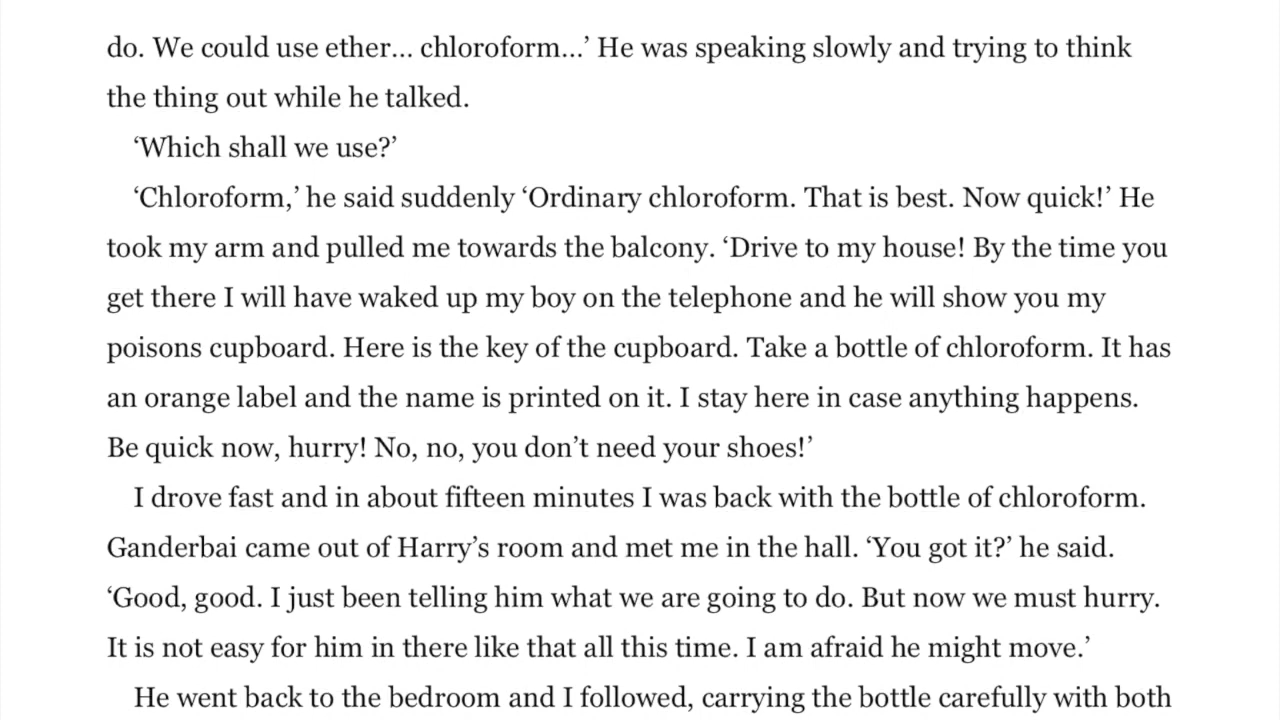 do. We could use ether... chloroform...’ He was speaking slowly and trying to think
the thing out while he talked.
‘Which shall we use?’
‘Chloroform,’ he said suddenly ‘Ordinary chloroform. That is best. Now quick!’ He
took my arm and pulled me towards the balcony. ‘Drive to my house! By the time you
get there I will have waked up my boy on the telephone and he will show you my
poisons cupboard. Here is the key of the cupboard. Take a bottle of chloroform. It has
an orange label and the name is printed on it. I stay here in case anything happens.
Be quick now, hurry! No, no, you don’t need your shoes!’
I drove fast and in about fifteen minutes I was back with the bottle of chloroform.
Ganderbai came out of Harry’s room and met me in the hall. ‘You got it?’ he said.
‘Good, good. I just been telling him what we are going to do. But now we must hurry.
It is not easy for him in there like that all this time. I am afraid he might move.’
He went back to the bedroom and I followed, carrying the bottle carefully with both